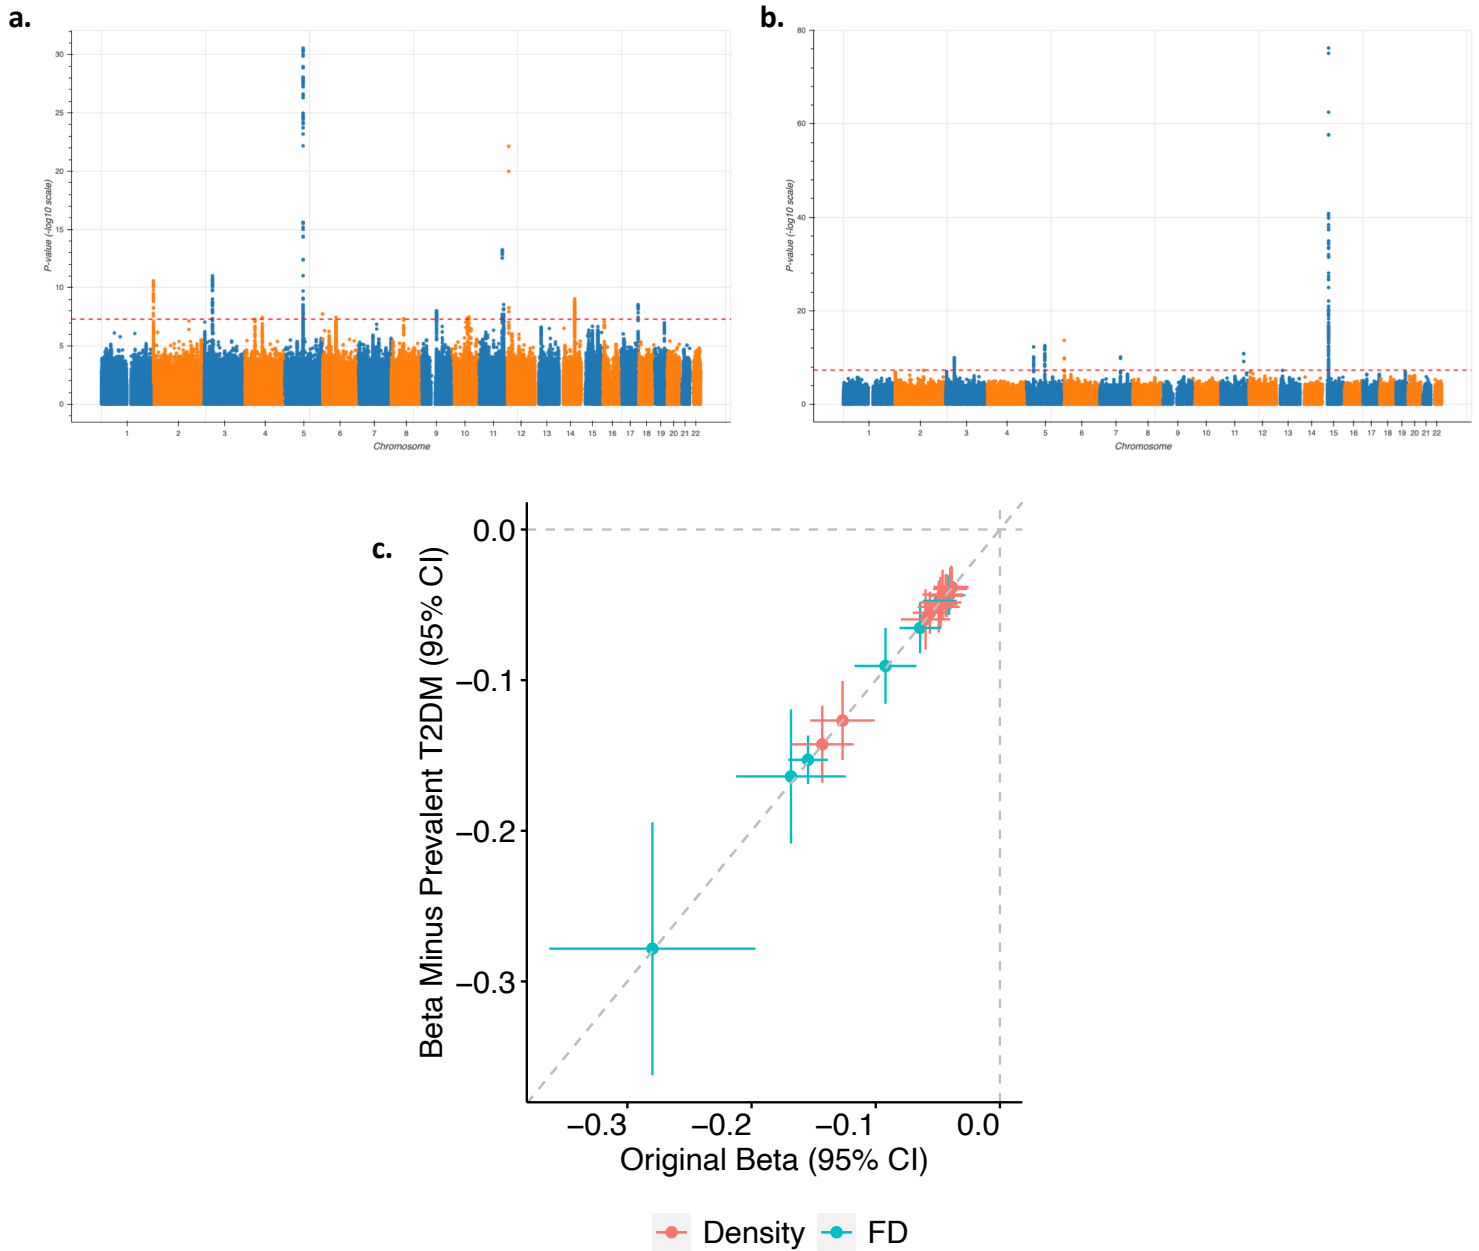 a.
30
25
20
15
10
5
0
P-value (-log10 scale)
1 2 3 4 5 6 7 8 9 10 11 12 13 14 15 16 17 18 19 20 21 22
Chromosome
b.
80
60
40
20
0
P-value (-log10 scale)
1 2 3 4 5 6 7 8 9 10 11 12 13 14 15 16 17 18 19 20 21 22
Chromosome
c.
Beta Minus Prevalent T2DM (95% CI)
0.0
−0.1
−0.2
−0.3
−0.3 −0.2 −0.1 0.0
Original Beta (95% CI)
Density FD